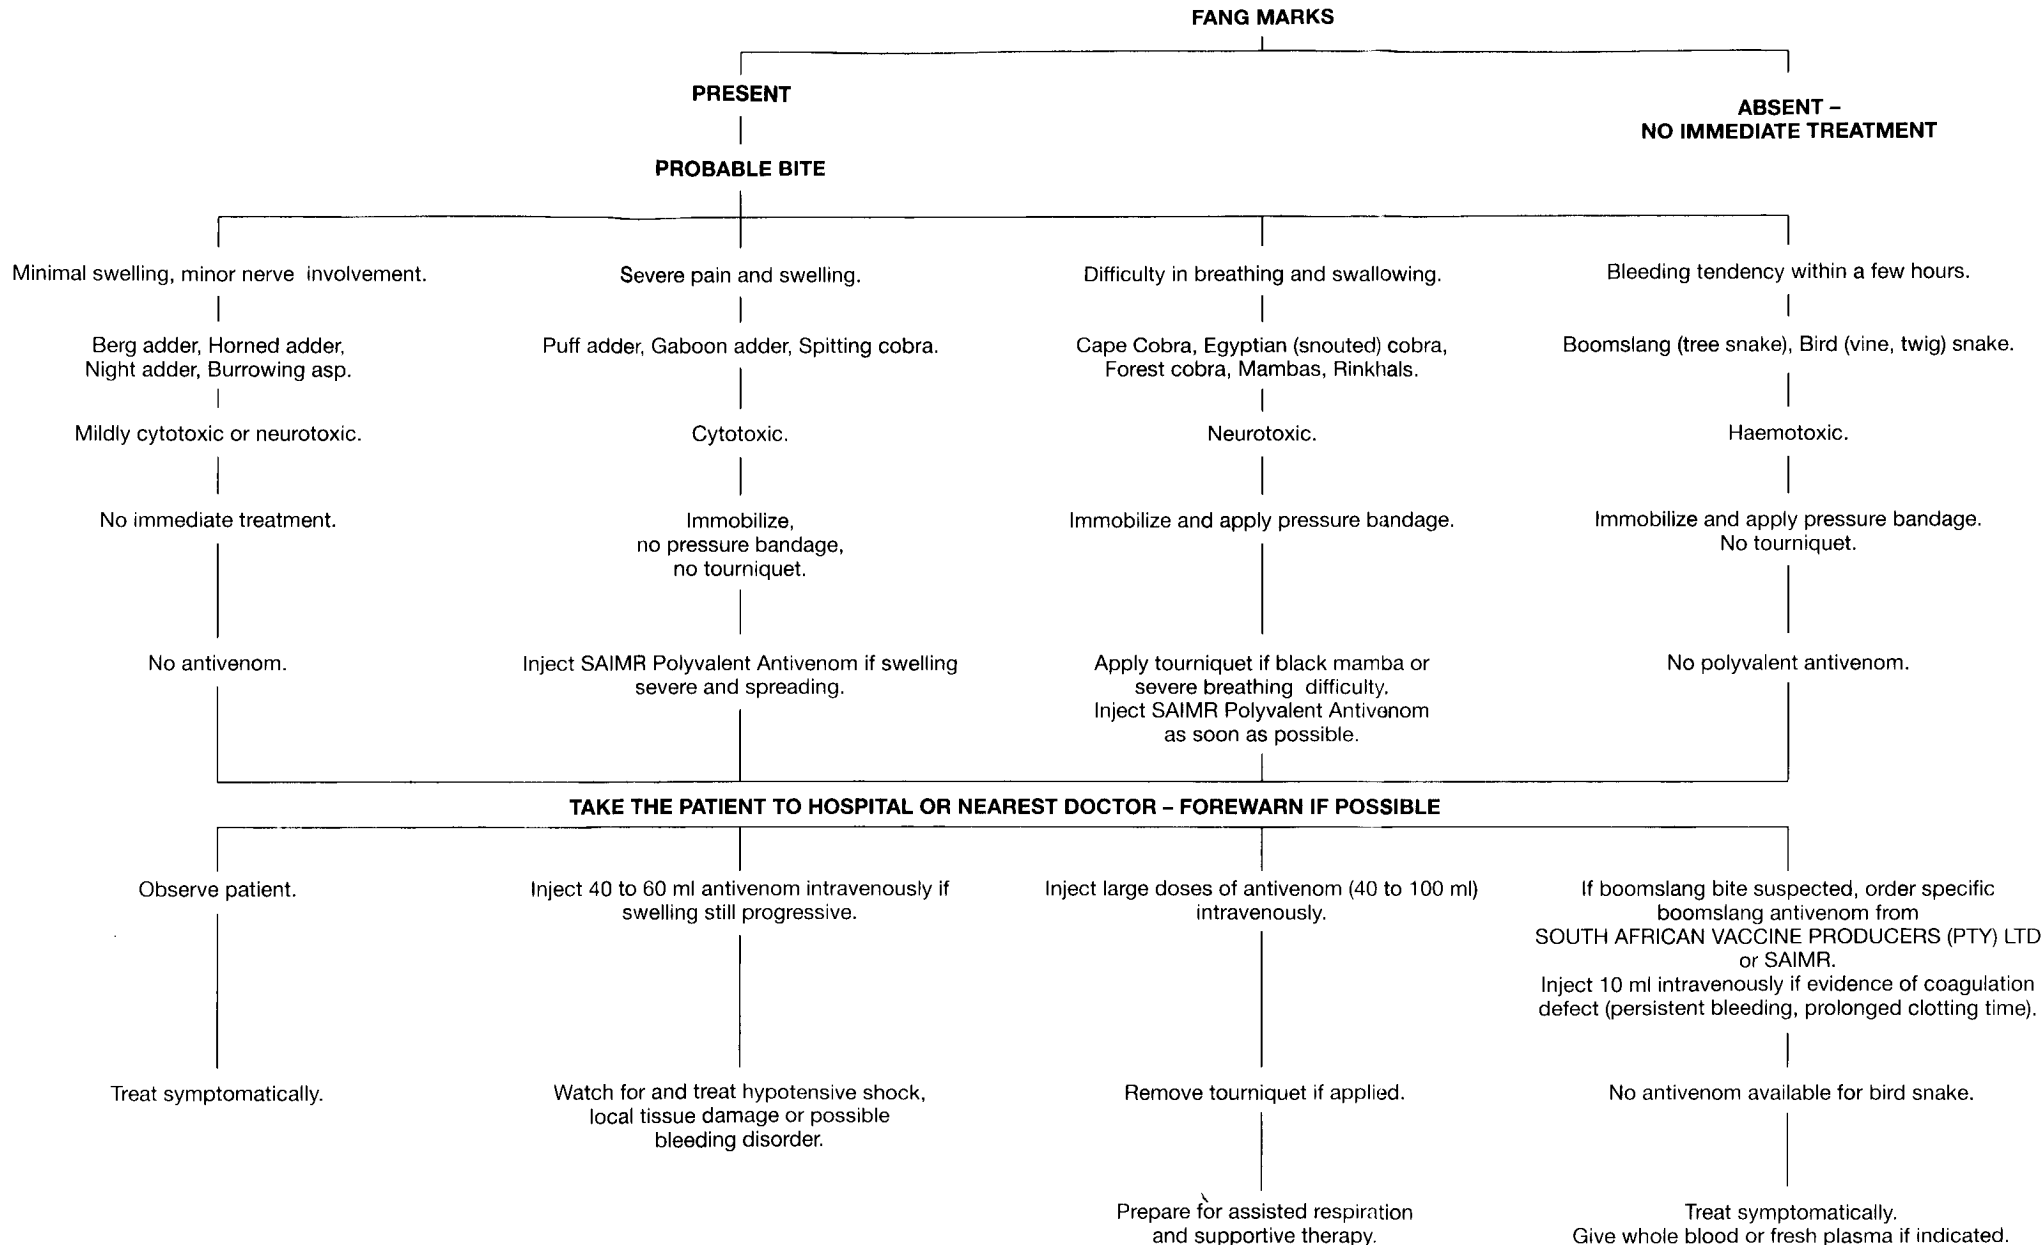 FANG MARKS
PRESENT
ABSENT –
NO IMMEDIATE TREATMENT
PROBABLE BITE
Minimal swelling, minor nerve involvement.
Severe pain and swelling.
Difficulty in breathing and swallowing.
Bleeding tendency within a few hours.
Berg adder, Horned adder,
Night adder, Burrowing asp.
Puff adder, Gaboon adder, Spitting cobra.
Cape Cobra, Egyptian (snouted) cobra,
Forest cobra, Mambas, Rinkhals.
Boomslang (tree snake), Bird (vine, twig) snake.
Mildly cytotoxic or neurotoxic.
Cytotoxic.
Neurotoxic.
Haemotoxic.
No immediate treatment.
Immobilize,
no pressure bandage,
no tourniquet.
Immobilize and apply pressure bandage.
Immobilize and apply pressure bandage.
No tourniquet.
No antivenom.
Inject SAIMR Polyvalent Antivenom if swelling
severe and spreading.
Apply tourniquet if black mamba or
severe breathing difficulty.
Inject SAIMR Polyvalent Antivenom
as soon as possible.
No polyvalent antivenom.
TAKE THE PATIENT TO HOSPITAL OR NEAREST DOCTOR – FOREWARN IF POSSIBLE
Observe patient.
Inject 40 to 60 ml antivenom intravenously if
swelling still progressive.
Inject large doses of antivenom (40 to 100 ml)
intravenously.
If boomslang bite suspected, order specific
boomslang antivenom from
SOUTH AFRICAN VACCINE PRODUCERS (PTY) LTD
or SAIMR.
Inject 10 ml intravenously if evidence of coagulation
defect (persistent bleeding, prolonged clotting time).
Treat symptomatically.
Watch for and treat hypotensive shock,
local tissue damage or possible
bleeding disorder.
Remove tourniquet if applied.
No antivenom available for bird snake.
Prepare for assisted respiration
and supportive therapy.
Treat symptomatically.
Give whole blood or fresh plasma if indicated.